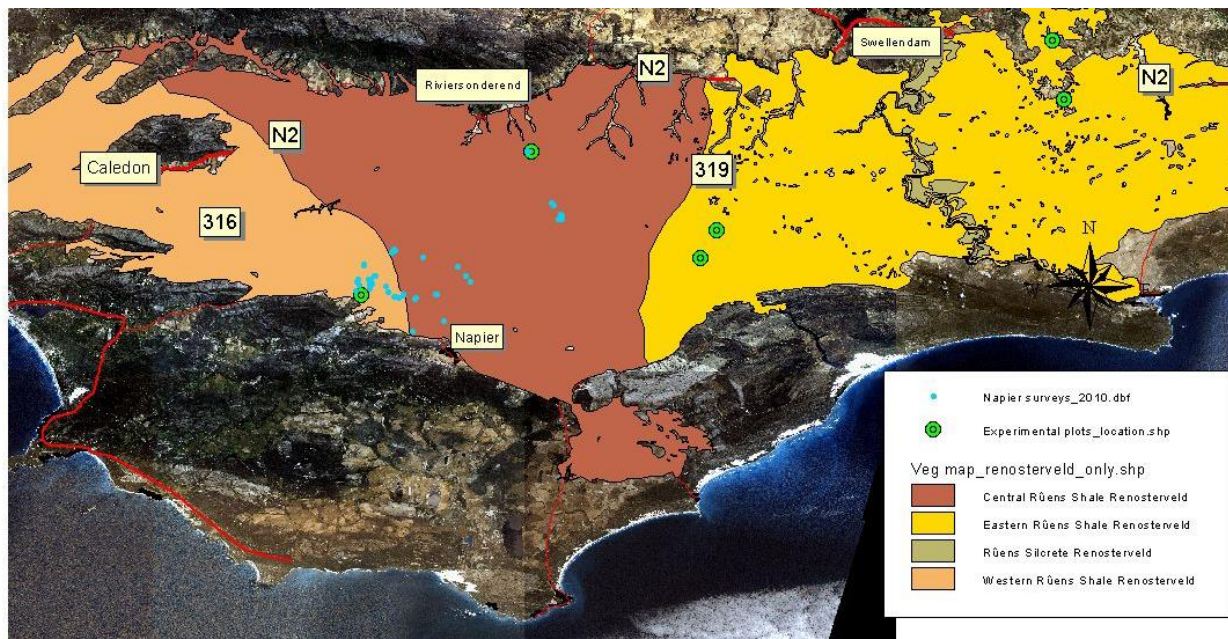 Swellendam
N2
N2
Riviersonderend
N2
Caledon
319
316
N
Napier
Napier surveys_2010.dbf
Experimental plots_location.shp
Veg map_renosterveld_only.shp
Central Rûens Shale Renosterveld
Eastern Rûens Shale Renosterveld
Rûens Silcrete Renosterveld
Western Rûens Shale Renosterveld